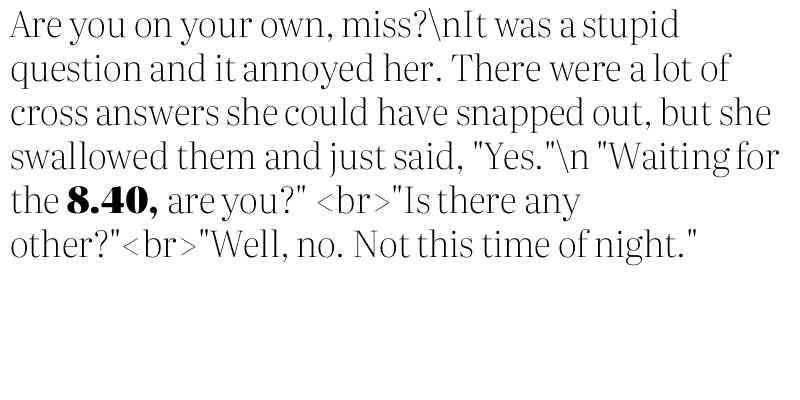 Are you on your own, miss?\nIt was a stupid
question and it annoyed her. There were a lot of
cross answers she could have snapped out, but she
swallowed them and just said, "Yes."\n "Waiting for
the 8.40, are you?" <br>"Is there any
other?"<br>"Well, no. Not this time of night."